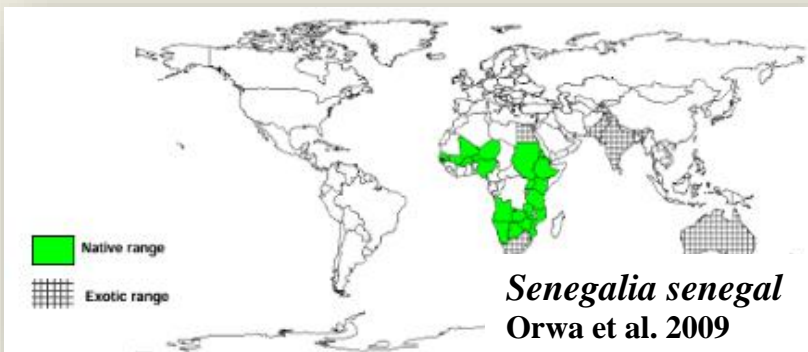 Native range
Exotic range
Senegalia senegal
Orwa et al. 2009